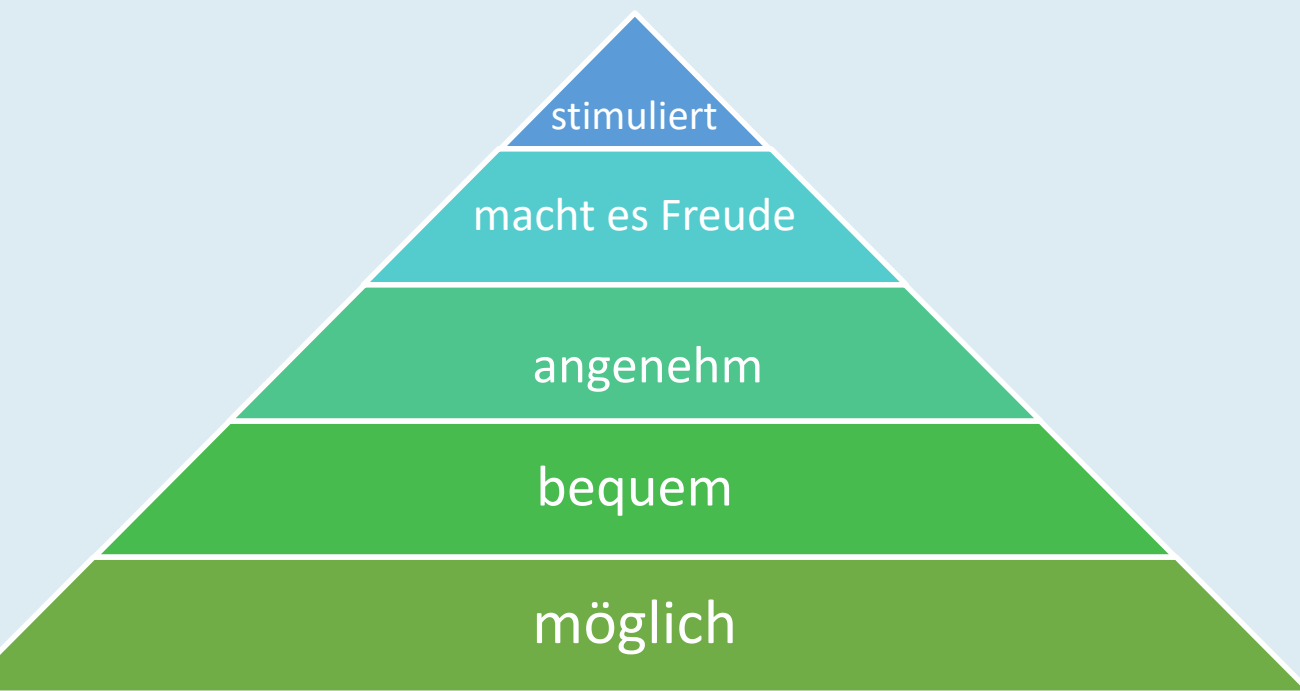 stimuliert
macht es Freude
angenehm
bequem
möglich